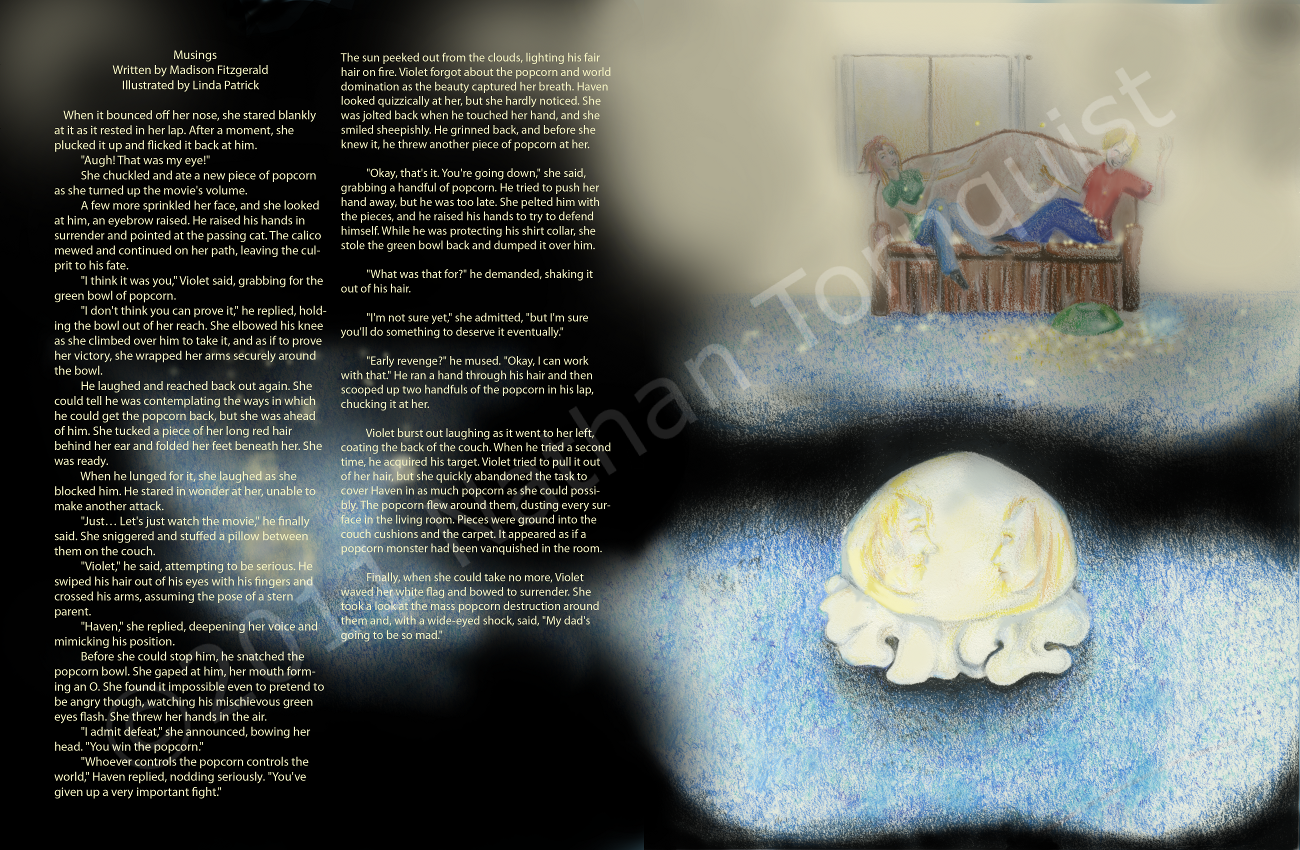 Musings
Written by Madison Fitzgerald
Illustrated by Linda Patrick
When it bounced off her nose, she stared blankly
at it as it rested in her lap. After a moment, she
plucked it up and flicked it back at him.
"Augh! That was my eye!"
She chuckled and ate a new piece of popcorn
as she turned up the movie's volume.
A few more sprinkled her face, and she looked
at him, an eyebrow raised. He raised his hands in
surrender and pointed at the passing cat. The calico
mewed and continued on her path, leaving the cul-
prit to his fate.
"I think it was you," Violet said, grabbing for the
green bowl of popcorn.
"I don't think you can prove it," he replied, hold-
ing the bowl out of her reach. She elbowed his knee
as she climbed over him to take it, and as if to prove
her victory, she wrapped her arms securely around
the bowl.
He laughed and reached back out again. She
could tell he was contemplating the ways in which
he could get the popcorn back, but she was ahead
of him. She tucked a piece of her long red hair
behind her ear and folded her feet beneath her. She
was ready.
When he lunged for it, she laughed as she
blocked him. He stared in wonder at her, unable to
make another attack.
"Just… Let's just watch the movie," he finally
said. She sniggered and stuffed a pillow between
them on the couch.
"Violet," he said, attempting to be serious. He
swiped his hair out of his eyes with his fingers and
crossed his arms, assuming the pose of a stern
parent.
"Haven," she replied, deepening her voice and
mimicking his position.
Before she could stop him, he snatched the
popcorn bowl. She gaped at him, her mouth form-
ing an O. She found it impossible even to pretend to
be angry though, watching his mischievous green
eyes flash. She threw her hands in the air.
"I admit defeat," she announced, bowing her
head. "You win the popcorn."
"Whoever controls the popcorn controls the
world," Haven replied, nodding seriously. "You've
given up a very important fight."
The sun peeked out from the clouds, lighting his fair
hair on fire. Violet forgot about the popcorn and world
domination as the beauty captured her breath. Haven
looked quizzically at her, but she hardly noticed. She
was jolted back when he touched her hand, and she
smiled sheepishly. He grinned back, and before she
knew it, he threw another piece of popcorn at her.
"Okay, that's it. You're going down," she said,
grabbing a handful of popcorn. He tried to push her
hand away, but he was too late. She pelted him with
the pieces, and he raised his hands to try to defend
himself. While he was protecting his shirt collar, she
stole the green bowl back and dumped it over him.
"What was that for?" he demanded, shaking it
out of his hair.
"I'm not sure yet," she admitted, "but I'm sure
you'll do something to deserve it eventually."
"Early revenge?" he mused. "Okay, I can work
with that." He ran a hand through his hair and then
scooped up two handfuls of the popcorn in his lap,
chucking it at her.
Violet burst out laughing as it went to her left,
coating the back of the couch. When he tried a second
time, he acquired his target. Violet tried to pull it out
of her hair, but she quickly abandoned the task to
cover Haven in as much popcorn as she could possi-
bly. The popcorn flew around them, dusting every sur-
face in the living room. Pieces were ground into the
couch cushions and the carpet. It appeared as if a
popcorn monster had been vanquished in the room.
Finally, when she could take no more, Violet
waved her white flag and bowed to surrender. She
took a look at the mass popcorn destruction around
them and, with a wide-eyed shock, said, "My dad's
going to be so mad."
Nathan Tornquist